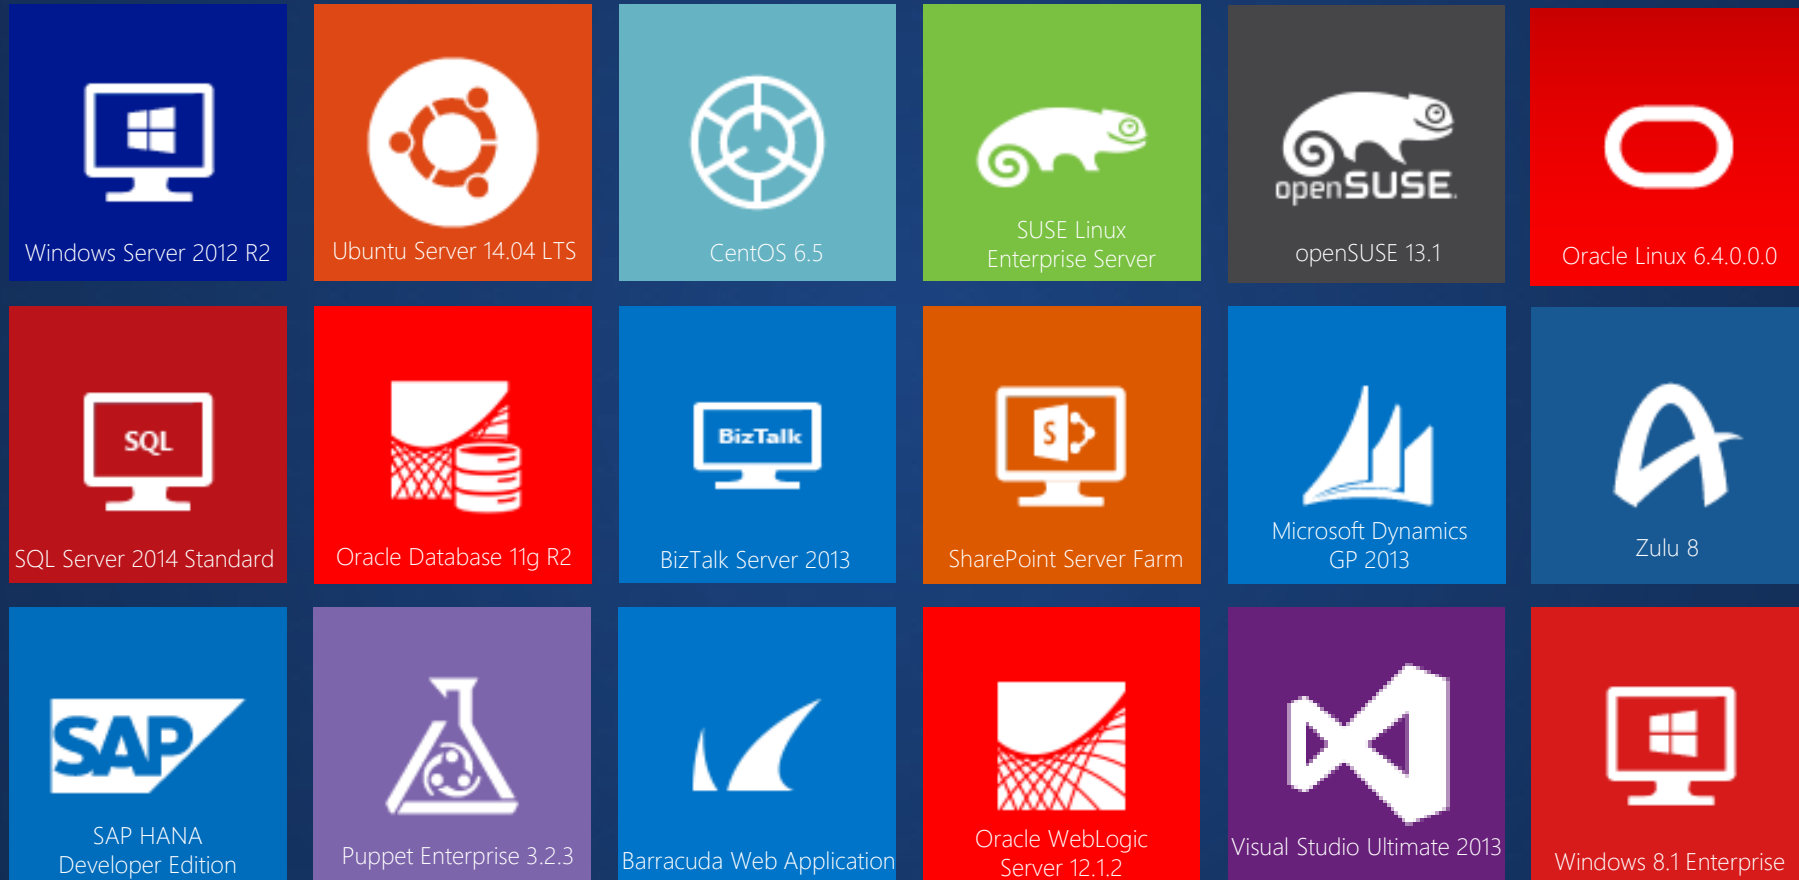 Windows Server 2012 R2
Ubuntu Server 14.04 LTS
CentOS 6.5
SUSE Linux
Enterprise Server
openSUSE.
openSUSE 13.1
Oracle Linux 6.4.0.0.0
SQL
SQL Server 2014 Standard
Oracle Database 11g R2
BizTalk
BizTalk Server 2013
S
SharePoint Server Farm
Microsoft Dynamics
GP 2013
Zulu 8
SAP
SAP HANA
Developer Edition
Puppet Enterprise 3.2.3
Barracuda Web Application
Oracle WebLogic
Server 12.1.2
Visual Studio Ultimate 2013
Windows 8.1 Enterprise